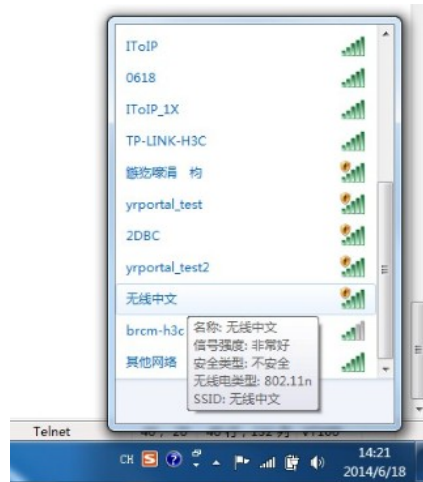 IToIP
0618
IToIP_1X
TP-LINK-H3C
yrportal_test
2DBC
yrportal_test2
无线中文
brcm-h3c
名称: 无线中文
信号强度: 非常好
安全类型: 不安全
无线电类型: 802.11n
SSID: 无线中文
其他网络
Telnet
CH
14:21
2014/6/18